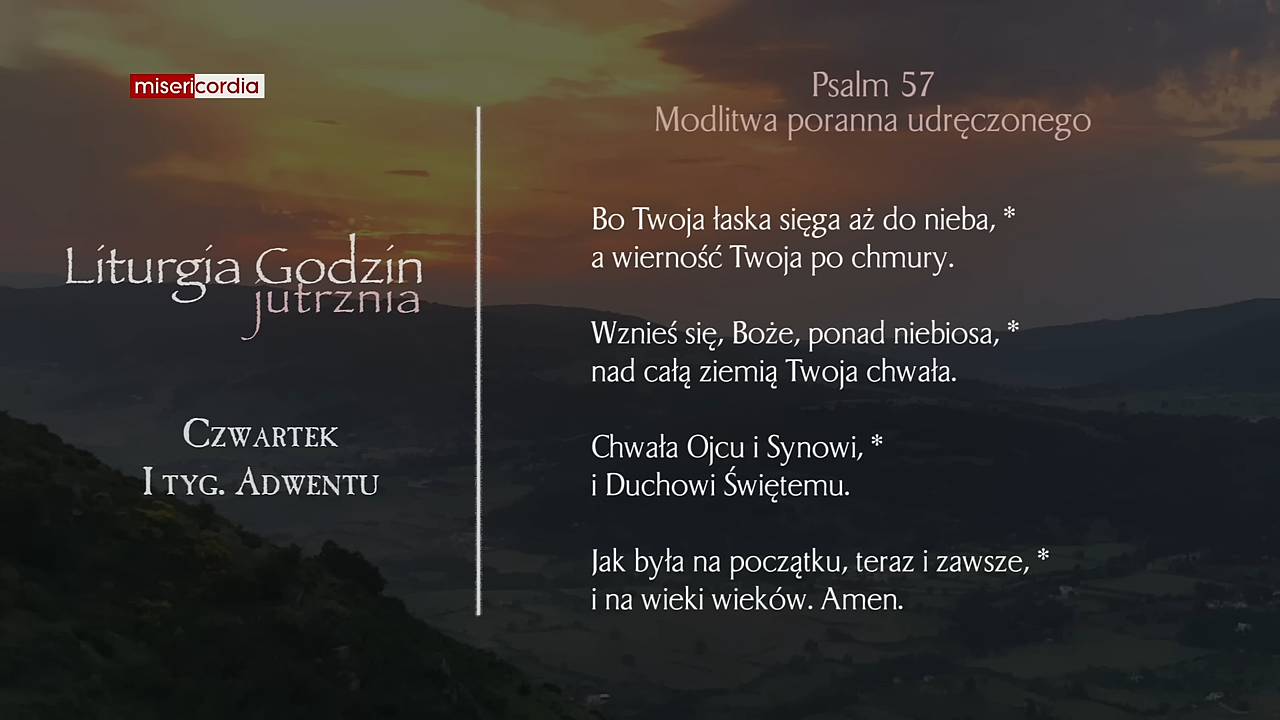 misericordia
Liturgia Godzin
jutrznia
Czwartek
I tyg. Adwentu
Psalm 57
Modlitwa poranna udręczonego
Bo Twoja łaska sięga aż do nieba, *
a wierność Twoja po chmury.
Wznieś się, Boże, ponad niebiosa, *
nad całą ziemią Twoja chwała.
Chwała Ojcu i Synowi, *
i Duchowi Świętemu.
Jak była na początku, teraz i zawsze, *
i na wieki wieków. Amen.